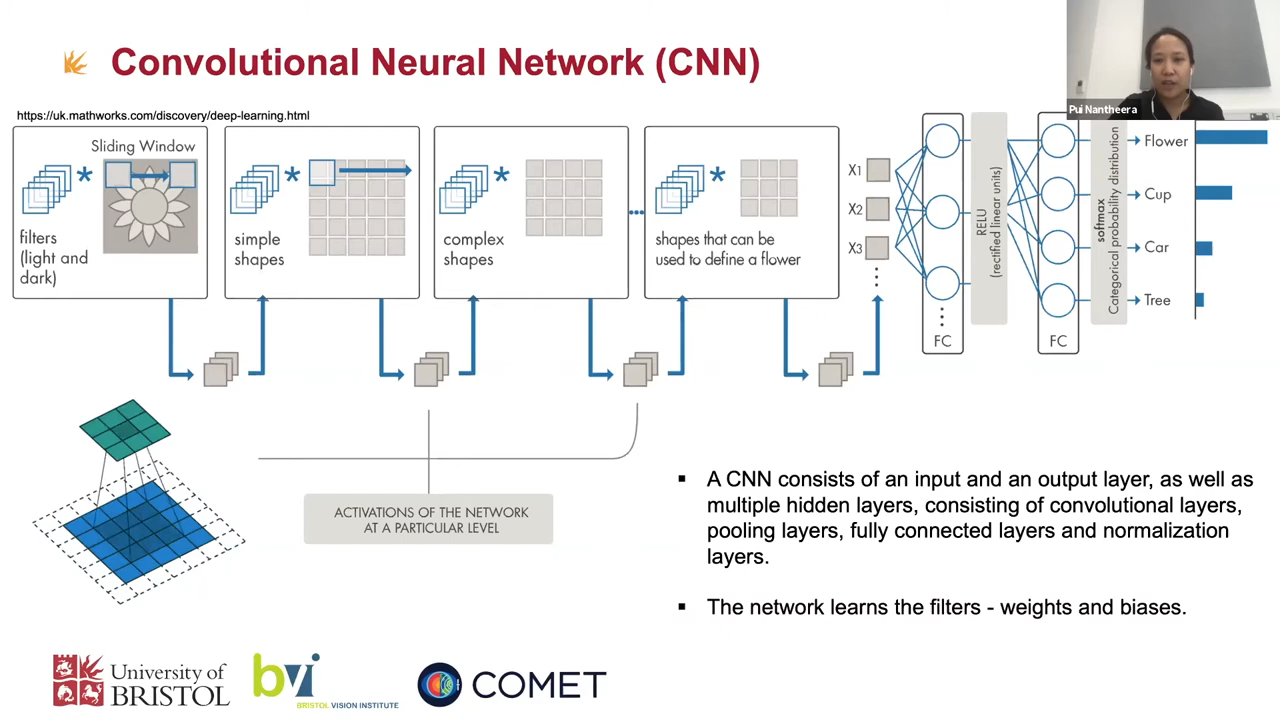 Convolutional Neural Network (CNN)
Pui Nantheera
https://uk.mathworks.com/discovery/deep-learning.html
Sliding Window
*
filters
(light and
dark)
*
simple
shapes
*
complex
shapes
...
*
shapes that can be
used to define a flower
X1
X2
X3
FC
RELU
(rectified linear units)
FC
softmax
Categorical probability distribution
Flower
Cup
Car
Tree
ACTIVATIONS OF THE NETWORK
AT A PARTICULAR LEVEL
▪ A CNN consists of an input and an output layer, as well as
multiple hidden layers, consisting of convolutional layers,
pooling layers, fully connected layers and normalization
layers.
▪ The network learns the filters - weights and biases.
University of
BRISTOL
bvi
BRISTOL VISION INSTITUTE
COMET